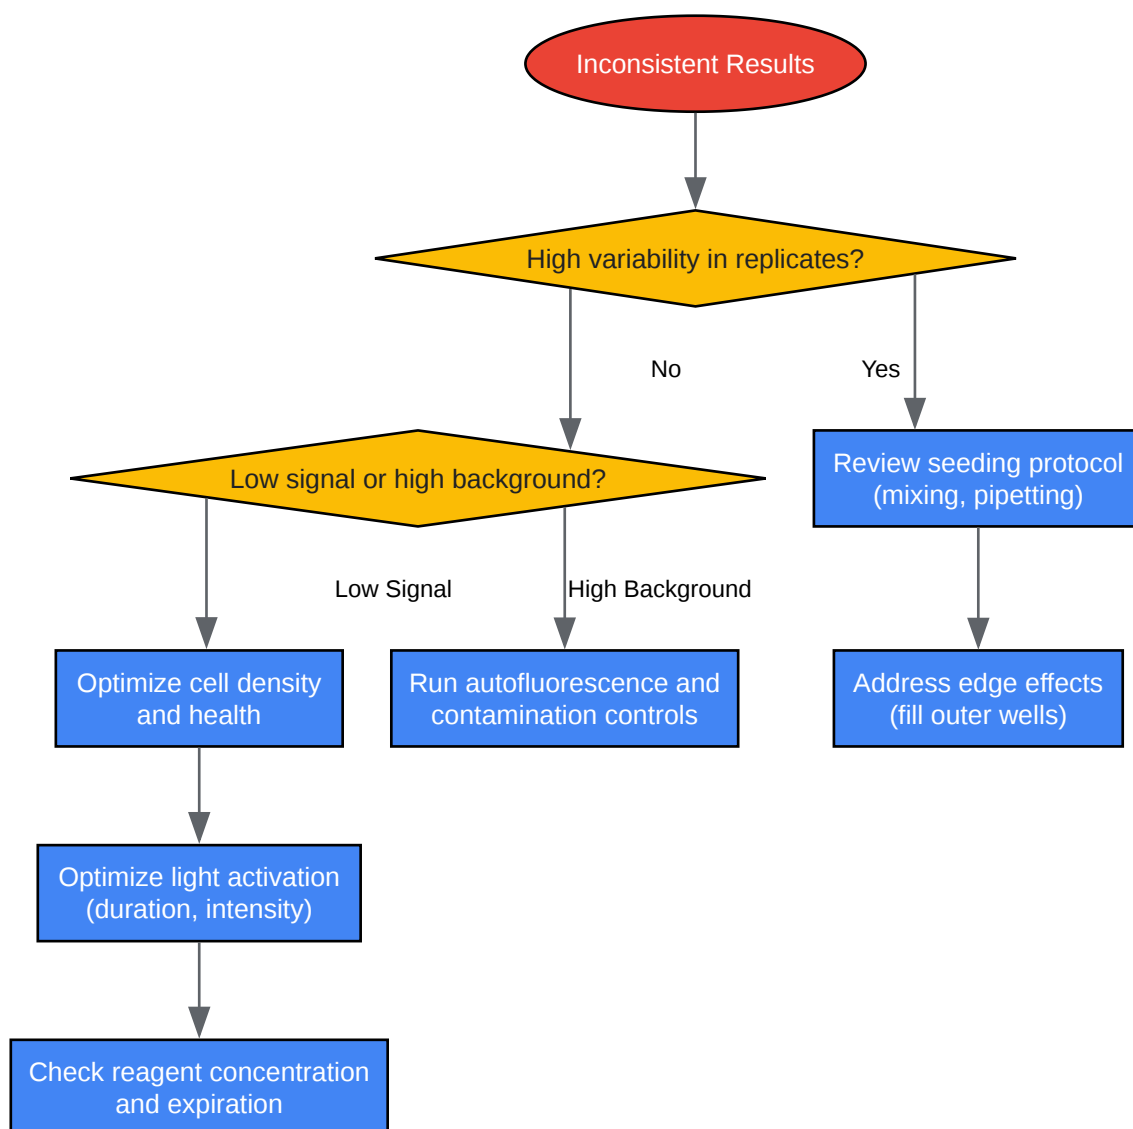 Inconsistent Results
High variability in replicates?
No
Yes
Low signal or high background?
Review seeding protocol
(mixing, pipetting)
Low Signal
High Background
Optimize cell density
and health
Run autofluorescence and
contamination controls
Address edge effects
(fill outer wells)
Optimize light activation
(duration, intensity)
Check reagent concentration
and expiration